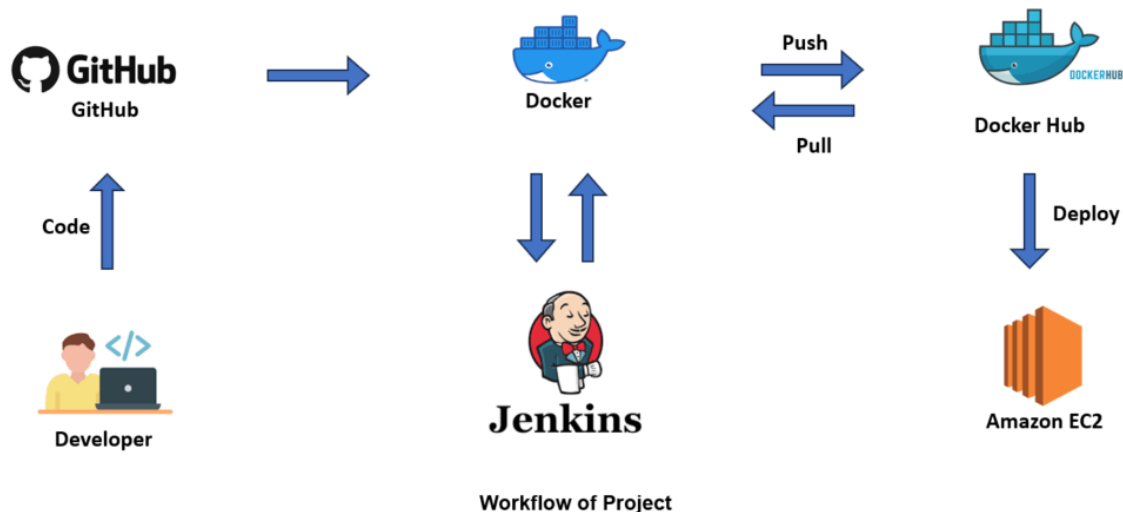 GitHub
GitHub
Docker
Push
Pull
DOCKERHUB
Docker Hub
Code
Deploy
</>
Developer
Jenkins
Amazon EC2
Workflow of Project